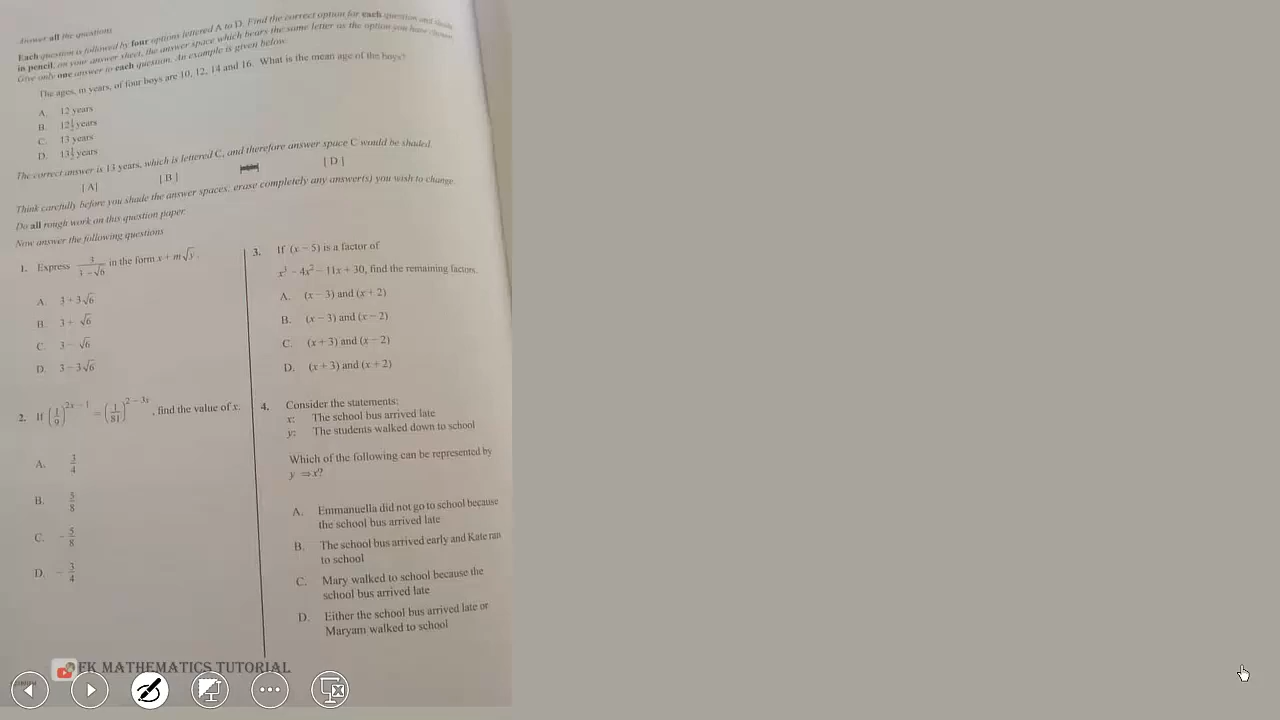 Answer all the questions
Each question is followed by four options lettered A to D. Find the correct option for each question and shade
in pencil, on your answer sheet, the answer space which bears the same letter as the option you have chosen.
Give only one answer to each question. An example is given below.
The ages, in years, of four boys are 10, 12, 14 and 16. What is the mean age of the boys?
A. 12 years
B. 12½ years
C. 13 years
D. 13½ years
The correct answer is 13 years, which is lettered C, and therefore answer space C would be shaded.
[A] [B] [D]
Think carefully before you shade the answer spaces; erase completely any answer(s) you wish to change.
Do all rough work on this question paper.
Now answer the following questions
1. Express 3/(3 − √6) in the form x + m√y.
A. 3 + 3√6
B. 3 + √6
C. 3 − √6
D. 3 − 3√6
2. If (1/9)^(2x − 1) = (1/81)^(2 − 3x), find the value of x.
A. 3/4
B. 5/8
C. − 5/8
D. − 3/4
3. If (x − 5) is a factor of
x³ − 4x² − 11x + 30, find the remaining factors.
A. (x − 3) and (x + 2)
B. (x − 3) and (x − 2)
C. (x + 3) and (x − 2)
D. (x + 3) and (x + 2)
4. Consider the statements:
x: The school bus arrived late
y: The students walked down to school
Which of the following can be represented by
y ⇒ x?
A. Emmanuella did not go to school because
the school bus arrived late
B. The school bus arrived early and Kate ran
to school
C. Mary walked to school because the
school bus arrived late
D. Either the school bus arrived late or
Maryam walked to school
EK MATHEMATICS TUTORIAL